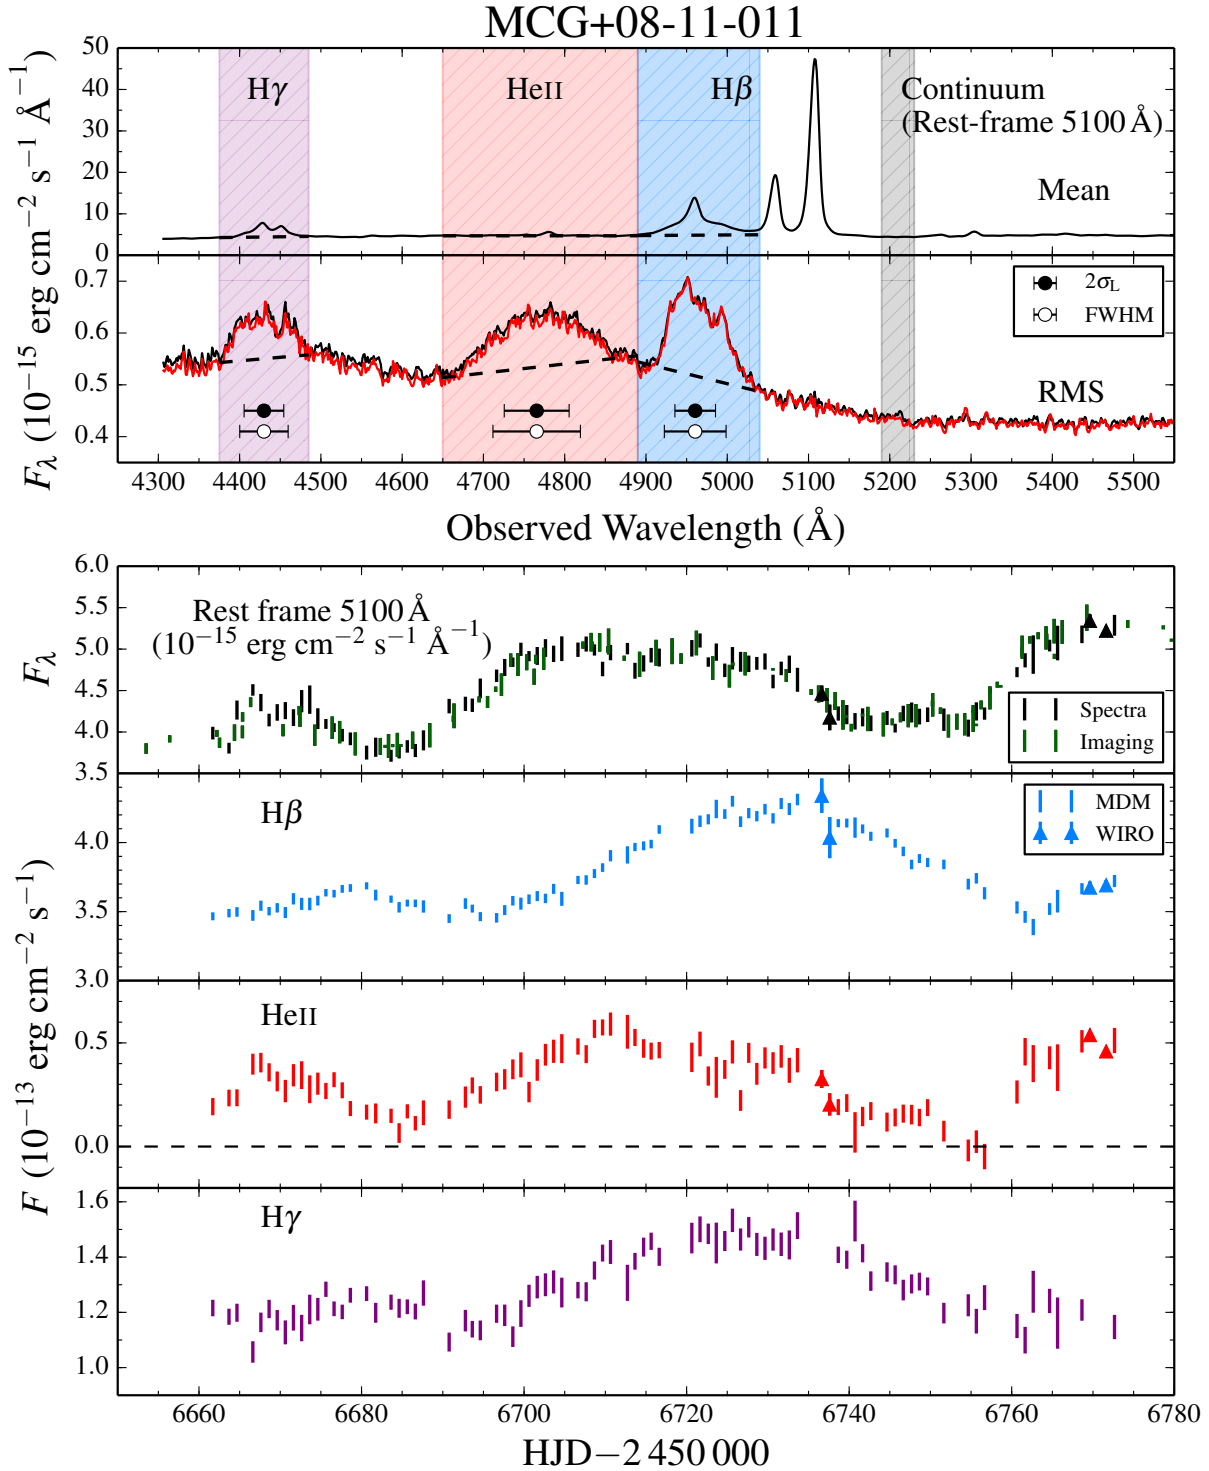 MCG+08-11-011
Hγ HeII Hβ Continuum
(Rest-frame 5100 Å)
Mean
50
40
30
20
10
0
2σL
FWHM
RMS
0.7
0.6
0.5
0.4
Fλ (10−15 erg cm−2 s−1 Å−1)
4300 4400 4500 4600 4700 4800 4900 5000 5100 5200 5300 5400 5500
Observed Wavelength (Å)
Rest frame 5100 Å
(10−15 erg cm−2 s−1 Å−1)
Fλ
6.0
5.5
5.0
4.5
4.0
3.5
Spectra
Imaging
Hβ
MDM
WIRO
4.0
3.5
3.0
HeII
0.5
0.0
F (10−13 erg cm−2 s−1)
Hγ
1.6
1.4
1.2
1.0
6660 6680 6700 6720 6740 6760 6780
HJD−2 450 000